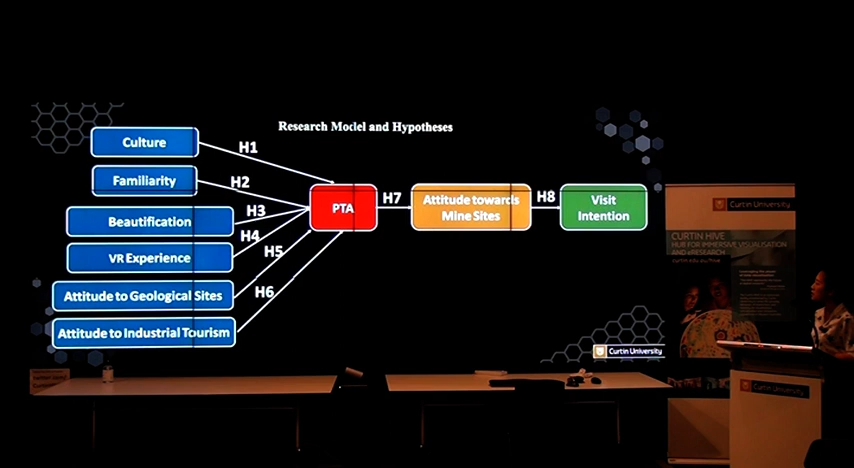 Research Model and Hypotheses
Culture
Familiarity
Beautification
VR Experience
Attitude to Geological Sites
Attitude to Industrial Tourism
H1
H2
H3
H4
H5
H6
PTA
H7
Attitude towards
Mine Sites
H8
Visit
Intention
Curtin University
Curtin University
CURTIN HIVE
HUB FOR IMMERSIVE VISUALISATION
AND eRESEARCH
Curtin University